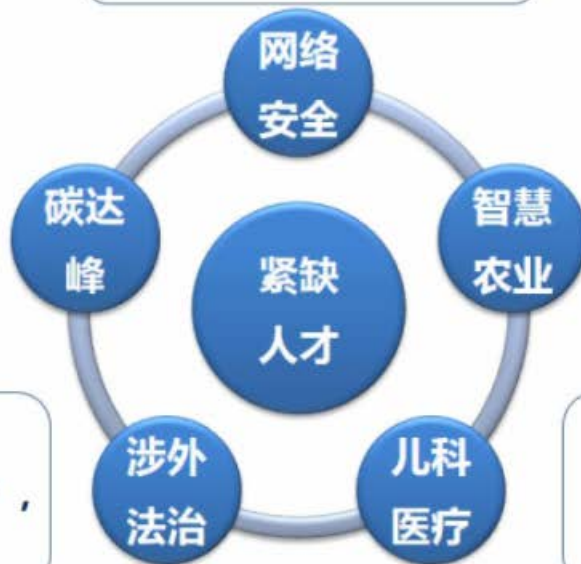 网络
安全
碳达
峰
智慧
农业
紧缺
人才
涉外
法治
儿科
医疗
，